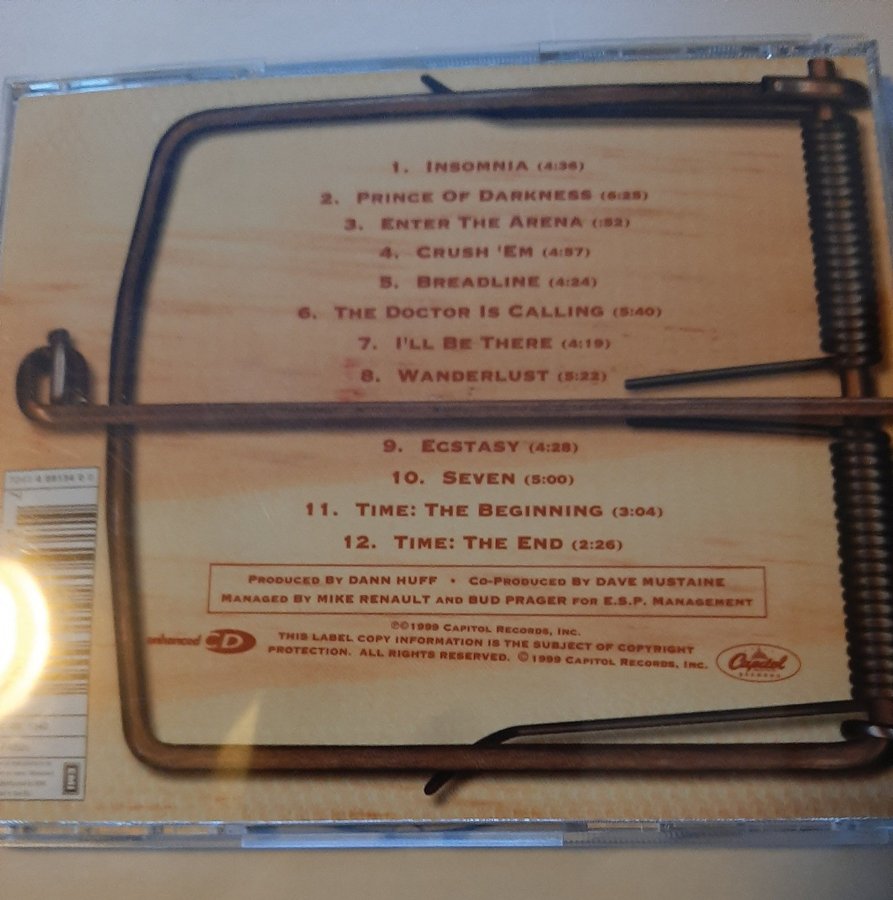 1. INSOMNIA (4:36)
2. PRINCE OF DARKNESS (6:25)
3. ENTER THE ARENA (:52)
4. CRUSH 'EM (4:57)
5. BREADLINE (4:24)
6. THE DOCTOR IS CALLING (5:40)
7. I'LL BE THERE (4:19)
8. WANDERLUST (5:22)
9. ECSTASY (4:28)
10. SEVEN (5:00)
11. TIME: THE BEGINNING (3:04)
12. TIME: THE END (2:26)
PRODUCED BY DANN HUFF • CO-PRODUCED BY DAVE MUSTAINE
MANAGED BY MIKE RENAULT AND BUD PRAGER FOR E.S.P. MANAGEMENT
℗©1999 CAPITOL RECORDS, INC.
enhanced CD
THIS LABEL COPY INFORMATION IS THE SUBJECT OF COPYRIGHT
PROTECTION. ALL RIGHTS RESERVED. ©1999 CAPITOL RECORDS, INC.
Capitol
RECORDS
EMI